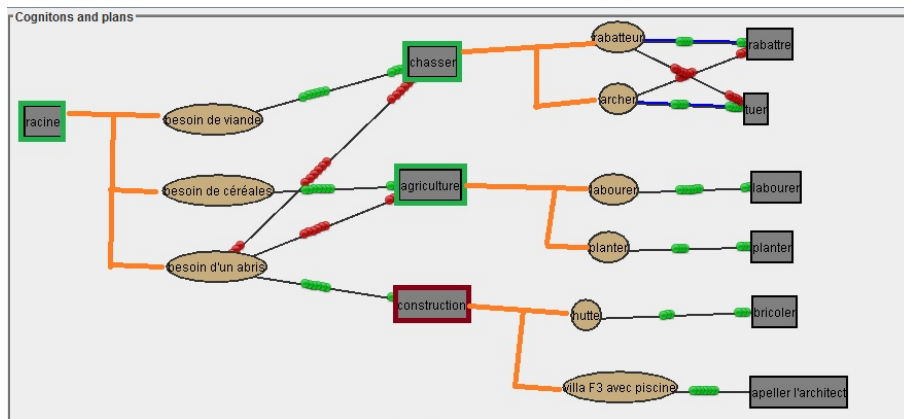 Cognitons and plans
rabatteur
rabattre
chasser
archer
tuer
racine
besoin de viande
besoin de céréales
agriculture
labourer
labourer
planter
planter
besoin d'un abris
construction
hutte
bricoler
villa F3 avec piscine
apeller l'architect